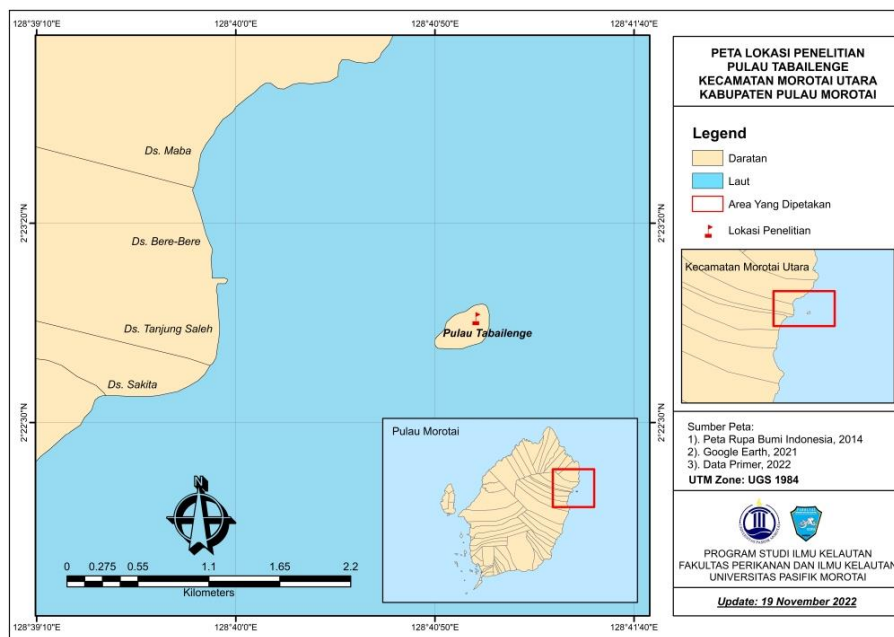 128°39'10"E
128°40'0"E
128°40'50"E
128°41'40"E
2°23'20"N
2°22'30"N
Ds. Maba
Ds. Bere-Bere
Ds. Tanjung Saleh
Ds. Sakita
Pulau Tabailenge
N
0 0.275 0.55 1.1 1.65 2.2
Kilometers
Pulau Morotai
128°39'10"E
128°40'0"E
128°40'50"E
128°41'40"E
2°23'20"N
2°22'30"N
PETA LOKASI PENELITIAN
PULAU TABAILENGE
KECAMATAN MOROTAI UTARA
KABUPATEN PULAU MOROTAI
Legend
Daratan
Laut
Area Yang Dipetakan
Lokasi Penelitian
Kecamatan Morotai Utara
Sumber Peta:
1). Peta Rupa Bumi Indonesia, 2014
2). Google Earth, 2021
3). Data Primer, 2022
UTM Zone: UGS 1984
PROGRAM STUDI ILMU KELAUTAN
FAKULTAS PERIKANAN DAN ILMU KELAUTAN
UNIVERSITAS PASIFIK MOROTAI
Update: 19 November 2022